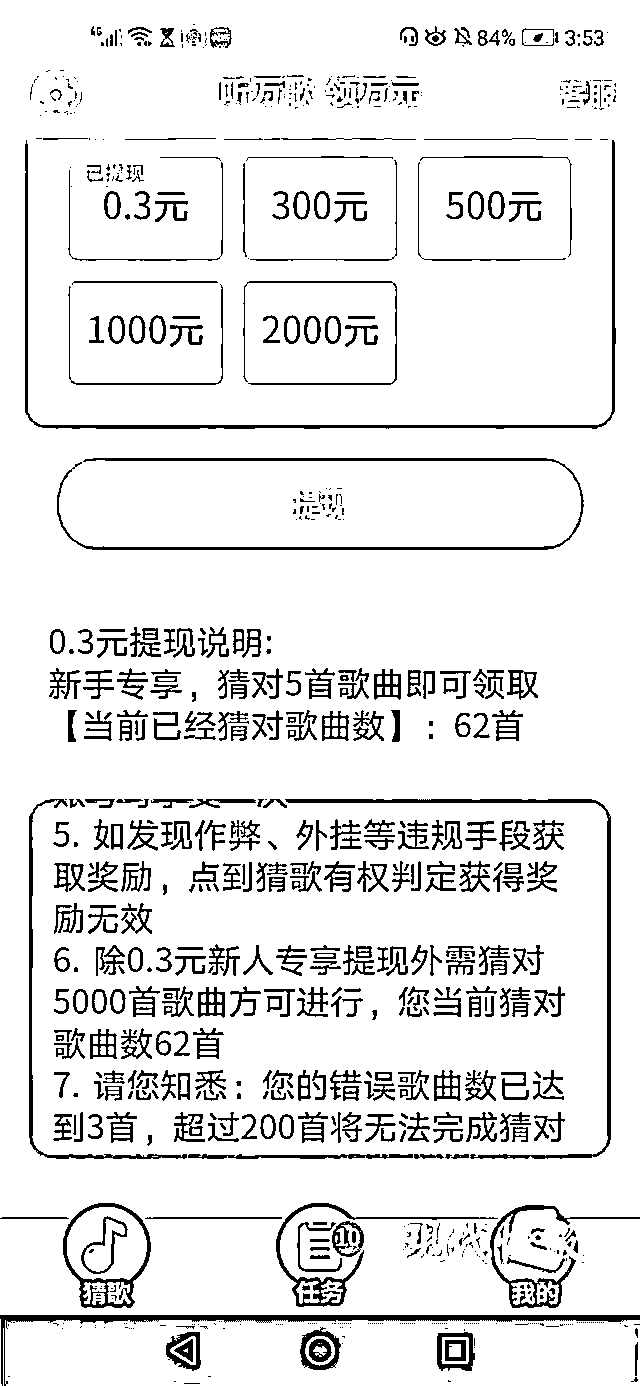 84% 3:53
听万歌 领万元 客服
已提现
0.3元 300元 500元
1000元 2000元
提现
0.3元提现说明:
新手专享，猜对5首歌曲即可领取
【当前已经猜对歌曲数】：62首
5. 如发现作弊、外挂等违规手段获
取奖励，点到猜歌有权判定获得奖
励无效
6. 除0.3元新人专享提现外需猜对
5000首歌曲方可进行，您当前猜对
歌曲数62首
7. 请您知悉：您的错误歌曲数已达
到3首，超过200首将无法完成猜对
10
猜歌 任务 我的